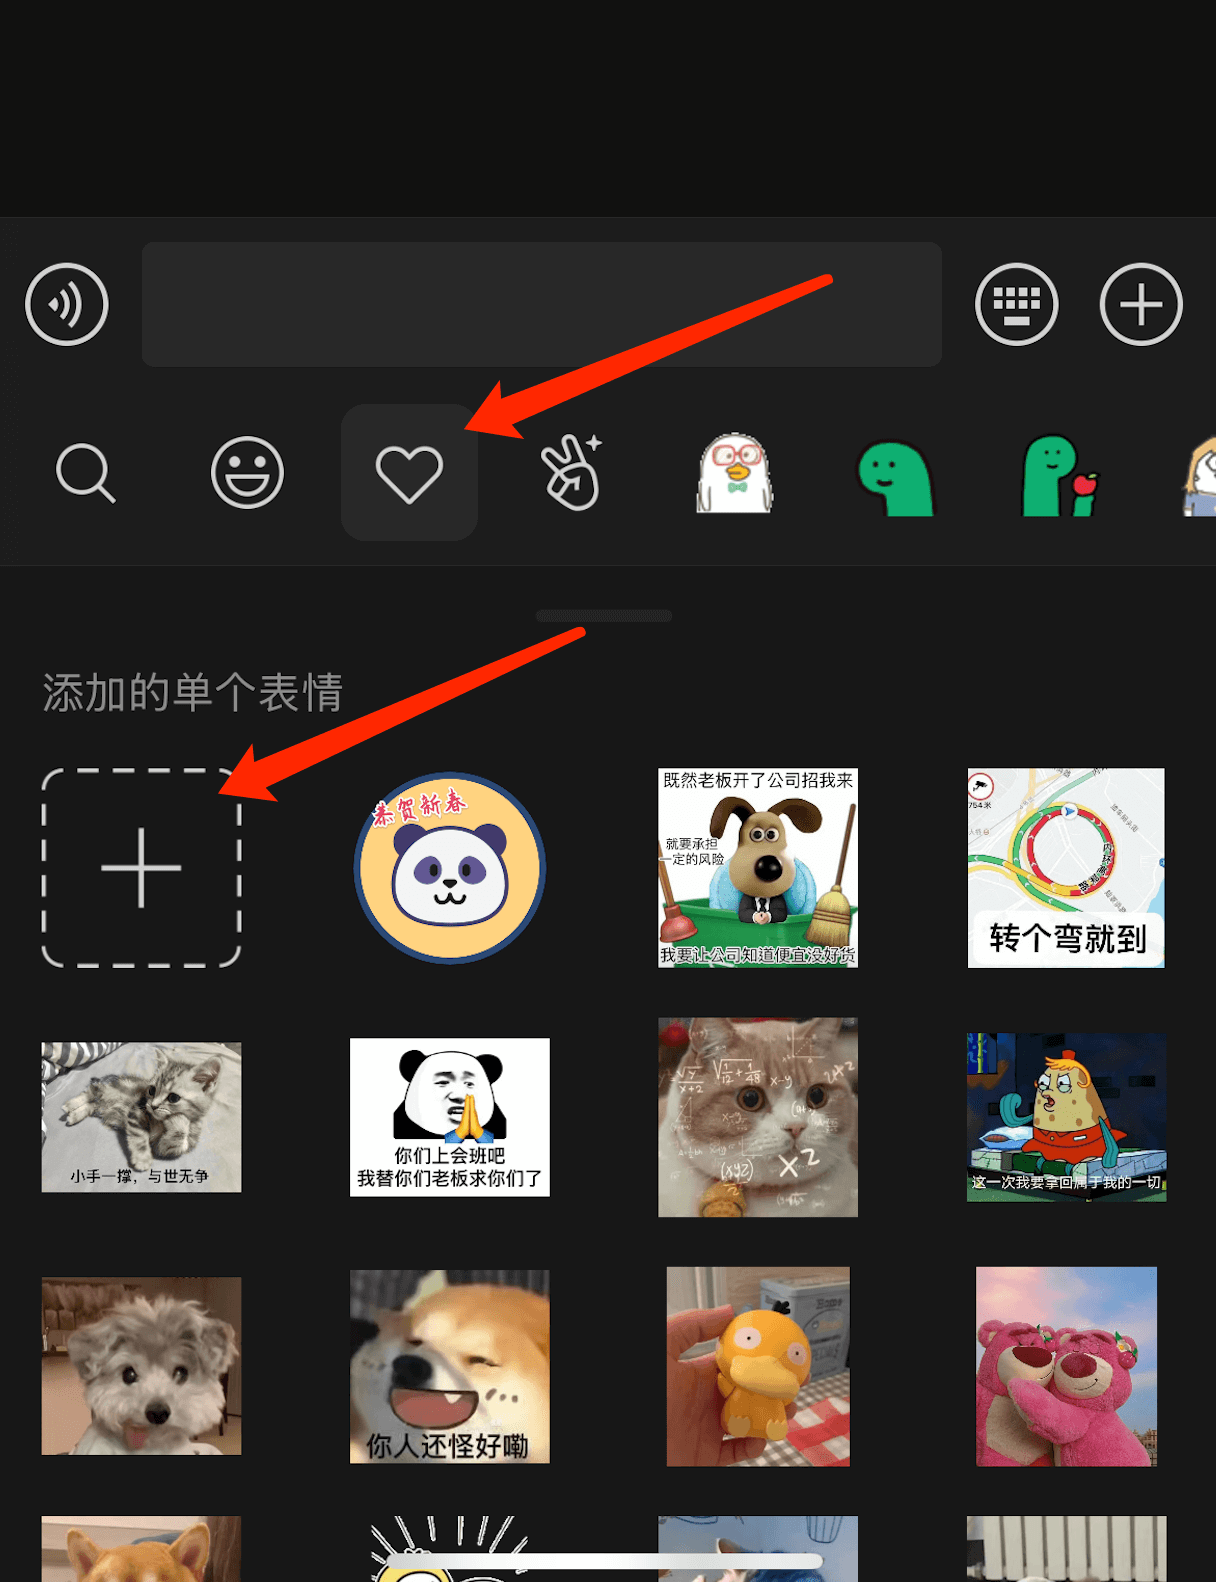 添加的单个表情
恭贺新春
既然老板开了公司招我来
就要承担
一定的风险
我要让公司知道便宜没好货
754米
转个弯就到
小手一撑，与世无争
你们上会班吧
我替你们老板求你们了
这一次我要拿回属于我的一切
你人还怪好嘞